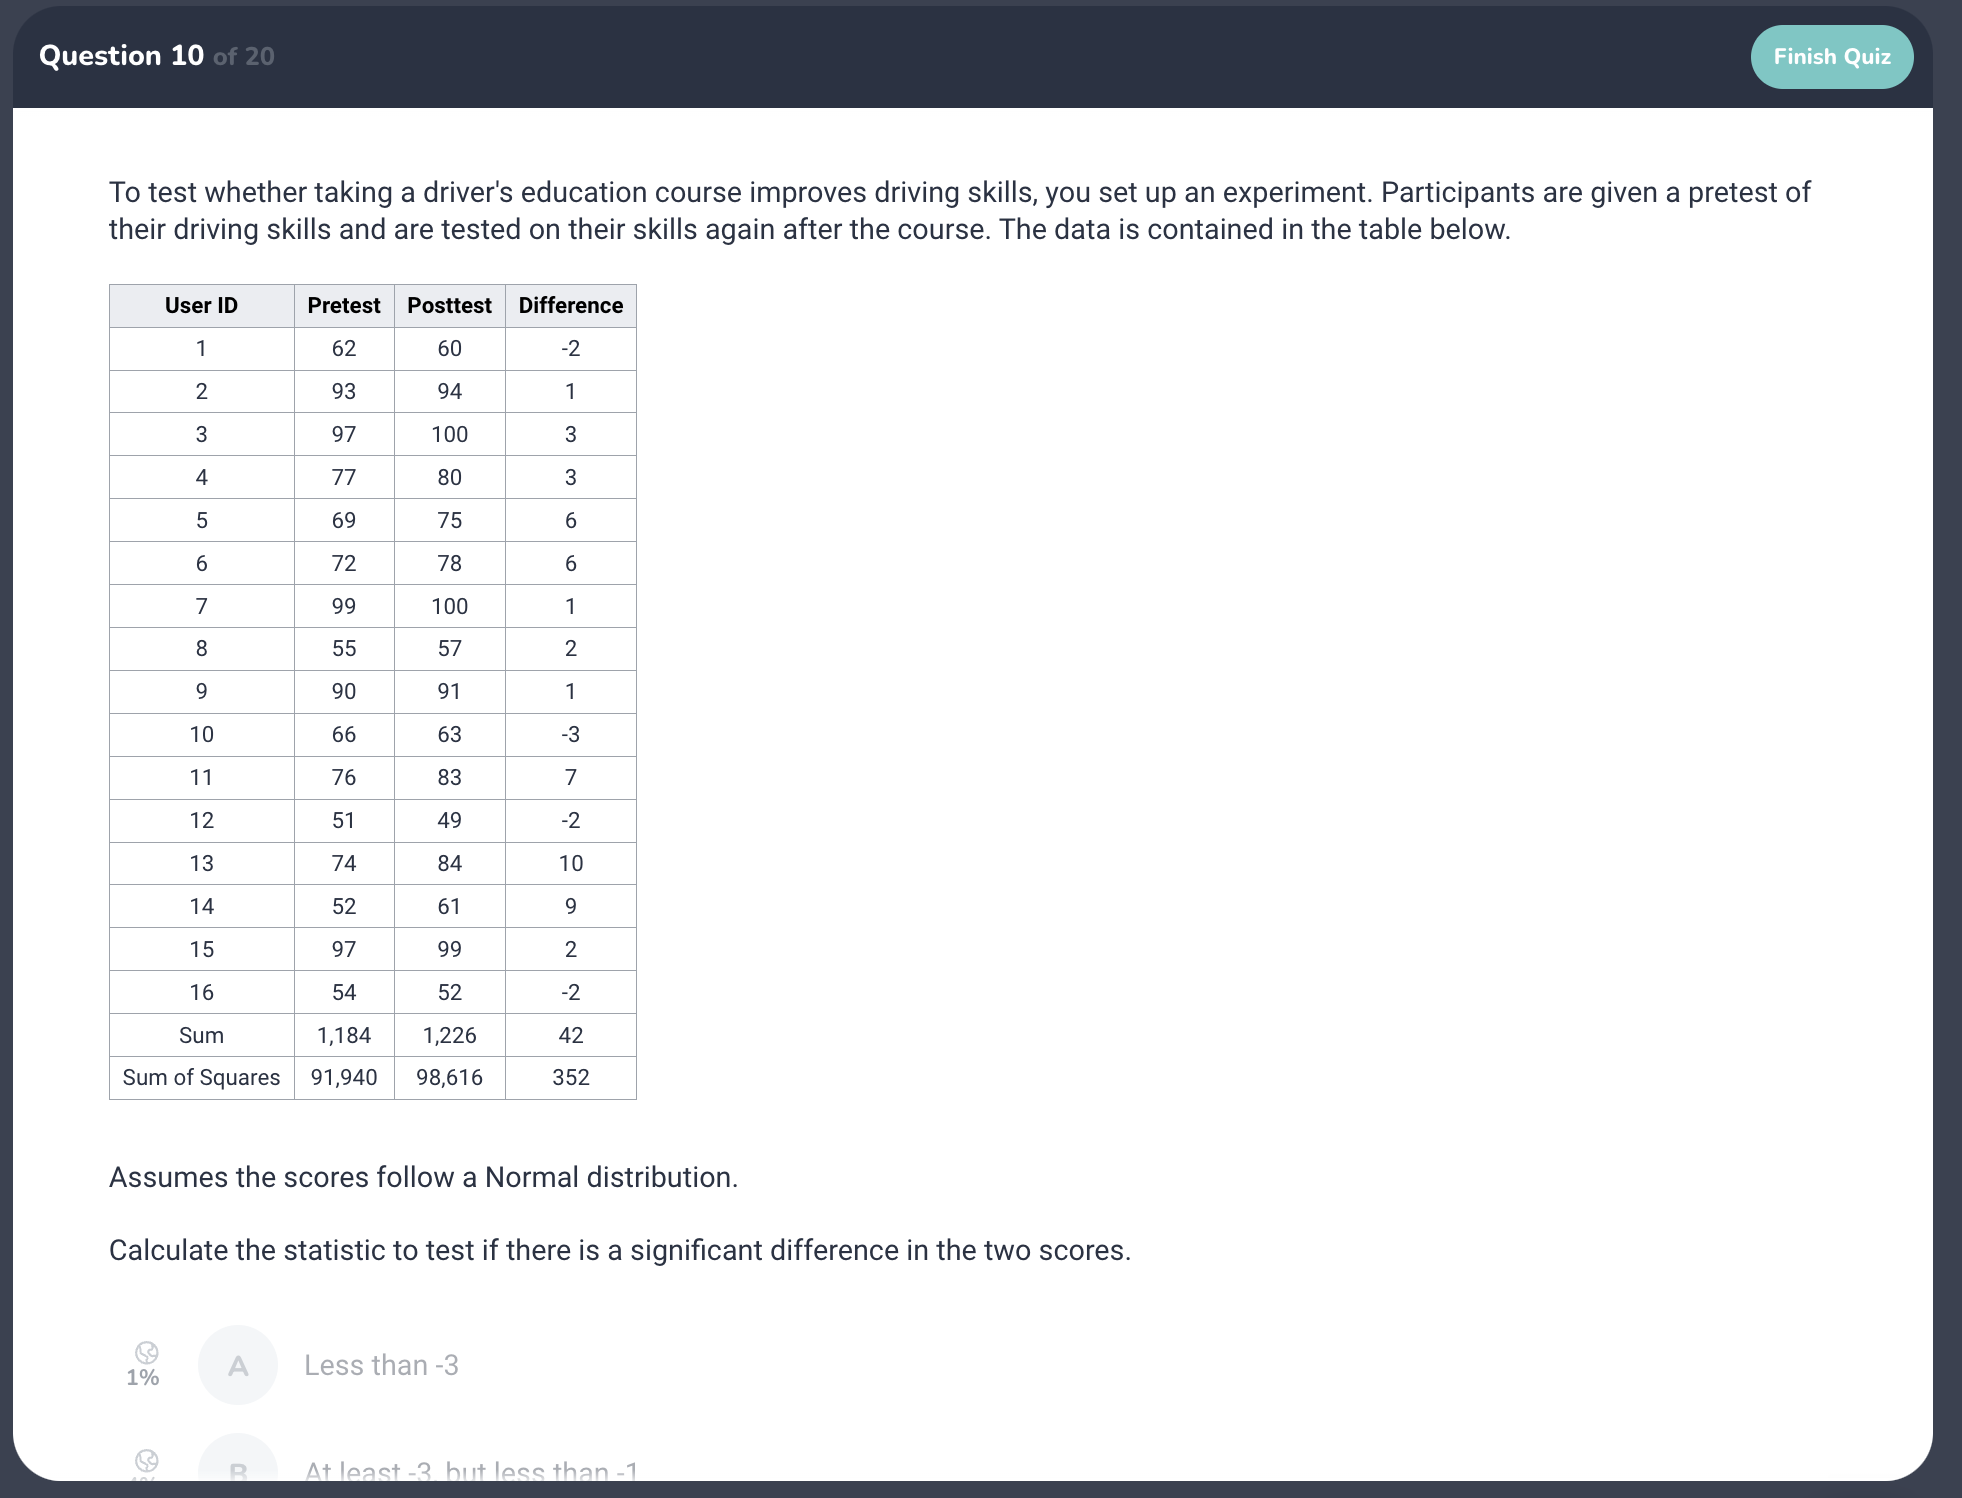 Question 10 of 20
Finish Quiz
To test whether taking a driver's education course improves driving skills, you set up an experiment. Participants are given a pretest of
their driving skills and are tested on their skills again after the course. The data is contained in the table below.
User ID Pretest Posttest Difference
1 62 60 -2
2 93 94 1
3 97 100 3
4 77 80 3
5 69 75 6
6 72 78 6
7 99 100 1
8 55 57 2
9 90 91 1
10 66 63 -3
11 76 83 7
12 51 49 -2
13 74 84 10
14 52 61 9
15 97 99 2
16 54 52 -2
Sum 1,184 1,226 42
Sum of Squares 91,940 98,616 352
Assumes the scores follow a Normal distribution.
Calculate the statistic to test if there is a significant difference in the two scores.
1% A Less than -3
B At least -3, but less than -1